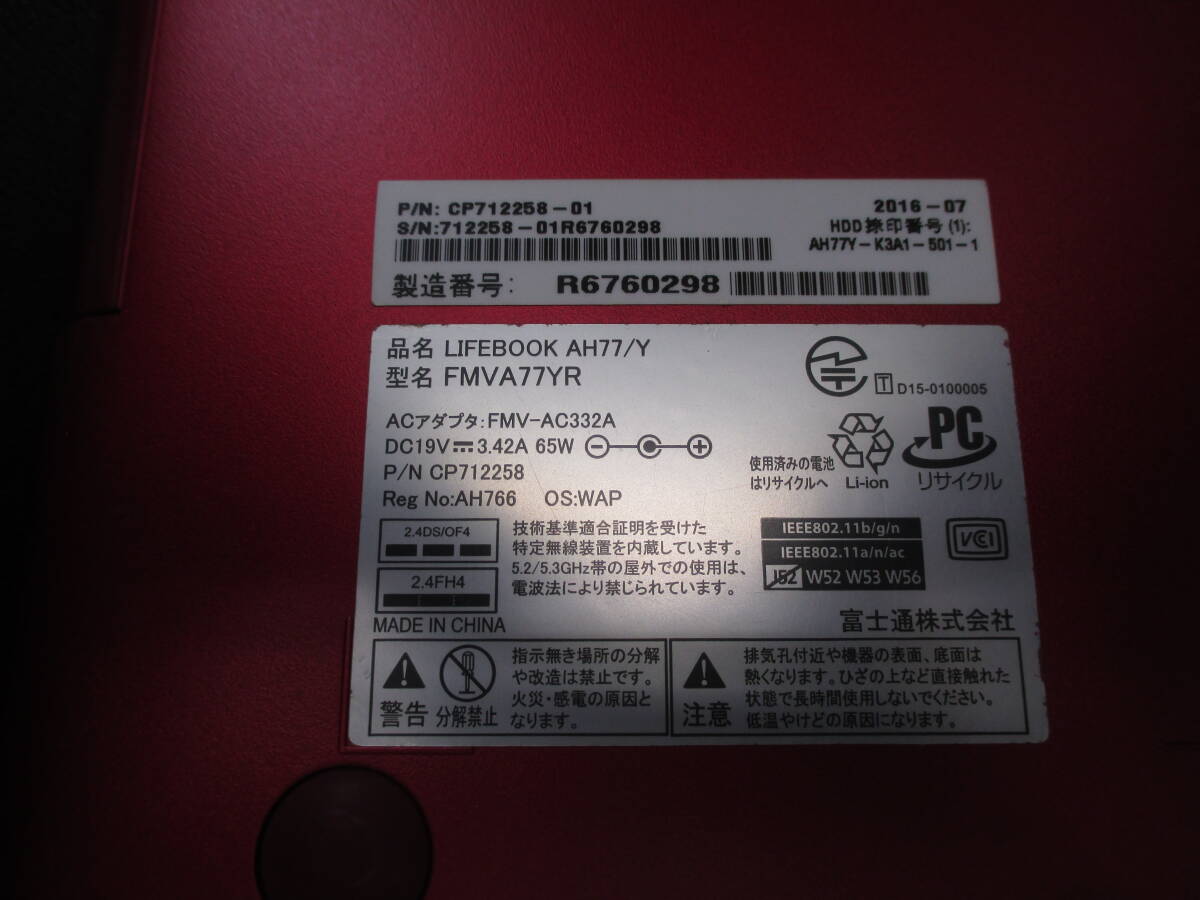 P/N: CP712258-01
S/N:712258-01R6760298
2016-07
HDD捺印番号(1):
AH77Y-K3A1-501-1
製造番号: R6760298
品名 LIFEBOOK AH77/Y
型名 FMVA77YR
T D15-0100005
ACアダプタ:FMV-AC332A
DC19V 3.42A 65W
P/N CP712258
Reg No:AH766 OS:WAP
使用済みの電池
はリサイクルへ
Li-ion
PC
リサイクル
2.4DS/OF4
2.4FH4
MADE IN CHINA
技術基準適合証明を受けた
特定無線装置を内蔵しています。
5.2/5.3GHz帯の屋外での使用は、
電波法により禁じられています。
IEEE802.11b/g/n
IEEE802.11a/n/ac
J52 W52 W53 W56
VCI
富士通株式会社
警告
分解禁止
指示無き場所の分解
や改造は禁止です。
火災・感電の原因と
なります。
注意
排気孔付近や機器の表面、底面は
熱くなります。ひざの上など直接触れた
状態で長時間使用しないでください。
低温やけどの原因になります。